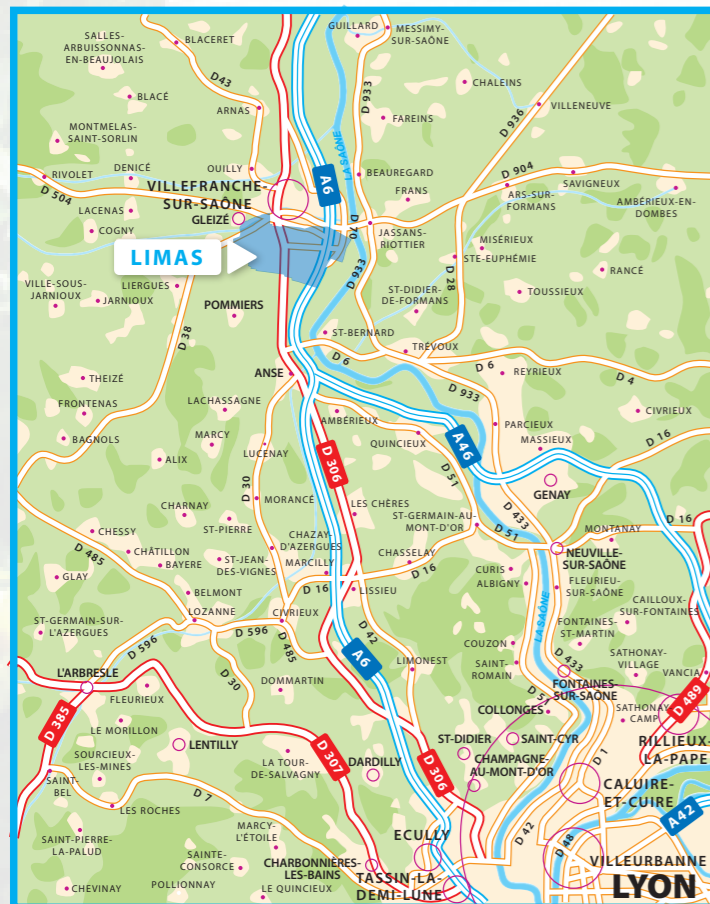 GUILLARD
MESSIMY-
SUR-SAÔNE
SALLES-
ARBUISSONNAS-
EN-BEAUJOLAIS
BLACERET
D43
D 933
CHALEINS
BLACÉ
ARNAS
FAREINS
VILLENEUVE
D 936
MONTMELAS-
SAINT-SORLIN
LA SAÔNE
RIVOLET
DENICÉ
OUILLY
A6
BEAUREGARD
D 904
SAVIGNEUX
D 504
VILLEFRANCHE-
SUR-SAÔNE
FRANS
ARS-SUR-
FORMANS
AMBÉRIEUX-EN-
DOMBES
LACENAS
GLEIZÉ
D 70
COGNY
JASSANS-
RIOTTIER
MISÉRIEUX
LIMAS
STE-EUPHÉMIE
D 933
D 28
RANCÉ
VILLE-SOUS-
JARNIOUX
LIERGUES
JARNIOUX
POMMIERS
ST-DIDIER-
DE-FORMANS
TOUSSIEUX
D 38
ST-BERNARD
TRÉVOUX
D 6
D 6
THEIZÉ
ANSE
REYRIEUX
D 4
D 933
FRONTENAS
LACHASSAGNE
AMBÉRIEUX
CIVRIEUX
PARCIEUX
BAGNOLS
MARCY
QUINCIEUX
A46
MASSIEUX
D 16
ALIX
LUCENAY
D 306
D 51
GENAY
D 30
CHARNAY
MORANCÉ
LES CHÈRES
ST-GERMAIN-AU-
MONT-D'OR
D 433
D 16
CHESSY
ST-PIERRE
CHAZAY-
D'AZERGUES
D 51
MONTANAY
D 485
CHÂTILLON
BAYERE
ST-JEAN-
DES-VIGNES
MARCILLY
CHASSELAY
NEUVILLE-
SUR-SAÔNE
GLAY
D 16
CURIS
ALBIGNY
BELMONT
D 16
LISSIEU
FLEURIEU-
SUR-SAÔNE
CAILLOUX-
SUR-FONTAINES
ST-GERMAIN-SUR-
L'AZERGUES
LOZANNE
CIVRIEUX
LA SAÔNE
FONTAINES-
ST-MARTIN
D 596
D 596
D 485
D 42
COUZON
D 433
SATHONAY-
VILLAGE
L'ARBRESLE
A6
LIMONEST
SAINT-
ROMAIN
VANCIA
D 30
DOMMARTIN
FONTAINES-
SUR-SAÔNE
FLEURIEUX
D 51
D 489
D 385
LE MORILLON
COLLONGES
SATHONAY
CAMP
LENTILLY
ST-DIDIER
SAINT-CYR
RILLIEUX-
LA-PAPE
SOURCIEUX-
LES-MINES
LA TOUR-
DE-SALVAGNY
D 307
DARDILLY
D 306
CHAMPAGNE-
AU-MONT-D'OR
D 1
SAINT-
BEL
CALUIRE-
ET-CUIRE
D 7
LES ROCHES
A42
SAINT-PIERRE-
LA-PALUD
MARCY-
L'ÉTOILE
ECULLY
D 42
D 48
SAINTE-
CONSORCE
CHARBONNIÈRES-
LES-BAINS
VILLEURBANNE
CHEVINAY
POLLIONNAY
LE QUINCIEUX
TASSIN-LA-
DEMI-LUNE
LYON